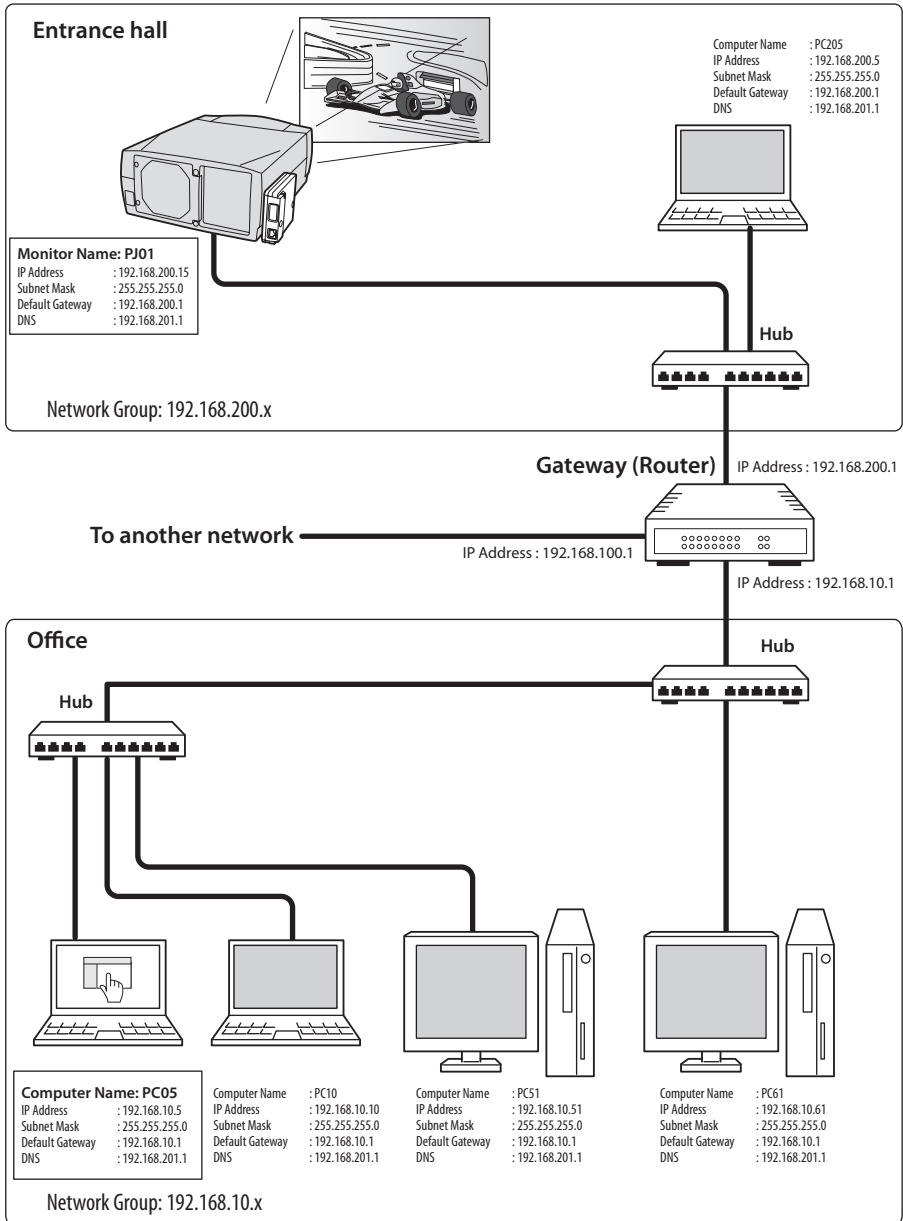 Entrance hall
Computer Name : PC205
IP Address : 192.168.200.5
Subnet Mask : 255.255.255.0
Default Gateway : 192.168.200.1
DNS : 192.168.201.1
Monitor Name: PJ01
IP Address : 192.168.200.15
Subnet Mask : 255.255.255.0
Default Gateway : 192.168.200.1
DNS : 192.168.201.1
Hub
Network Group: 192.168.200.x
Gateway (Router)
IP Address : 192.168.200.1
To another network
IP Address : 192.168.100.1
IP Address : 192.168.10.1
Office
Hub
Hub
Computer Name: PC05
IP Address : 192.168.10.5
Subnet Mask : 255.255.255.0
Default Gateway : 192.168.10.1
DNS : 192.168.201.1
Computer Name : PC10
IP Address : 192.168.10.10
Subnet Mask : 255.255.255.0
Default Gateway : 192.168.10.1
DNS : 192.168.201.1
Computer Name : PC51
IP Address : 192.168.10.51
Subnet Mask : 255.255.255.0
Default Gateway : 192.168.10.1
DNS : 192.168.201.1
Computer Name : PC61
IP Address : 192.168.10.61
Subnet Mask : 255.255.255.0
Default Gateway : 192.168.10.1
DNS : 192.168.201.1
Network Group: 192.168.10.x